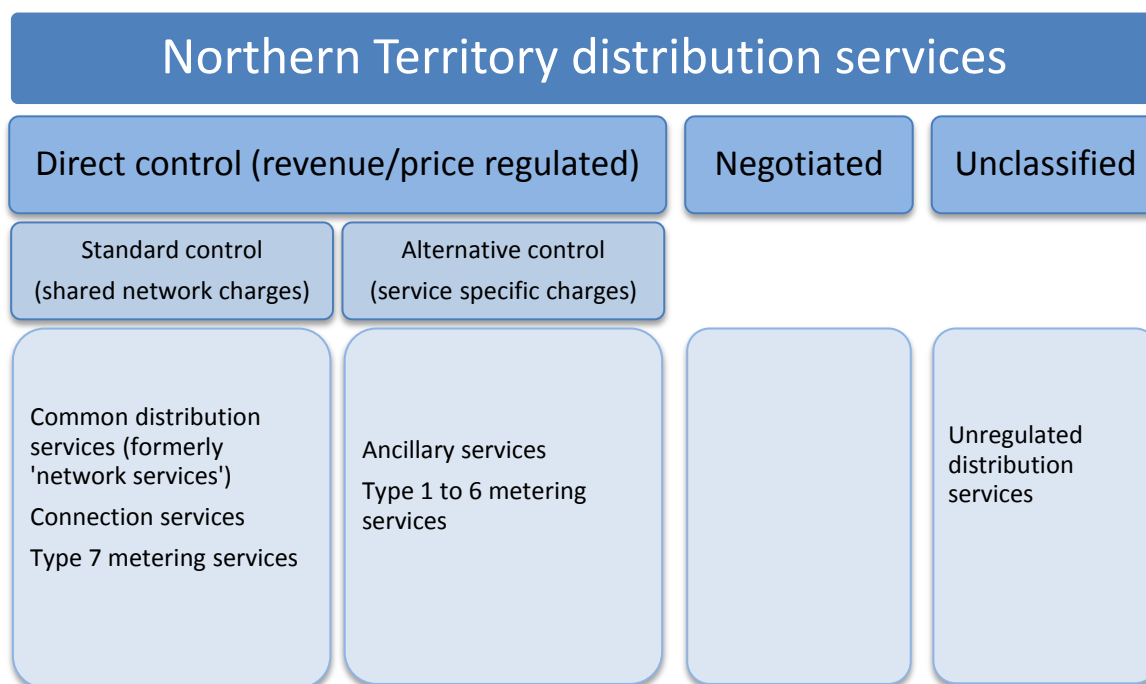 Northern Territory distribution services
Direct control (revenue/price regulated)
Negotiated
Unclassified
Standard control
(shared network charges)
Alternative control
(service specific charges)
Common distribution
services (formerly
'network services')
Connection services
Type 7 metering services
Ancillary services
Type 1 to 6 metering
services
Unregulated
distribution
services